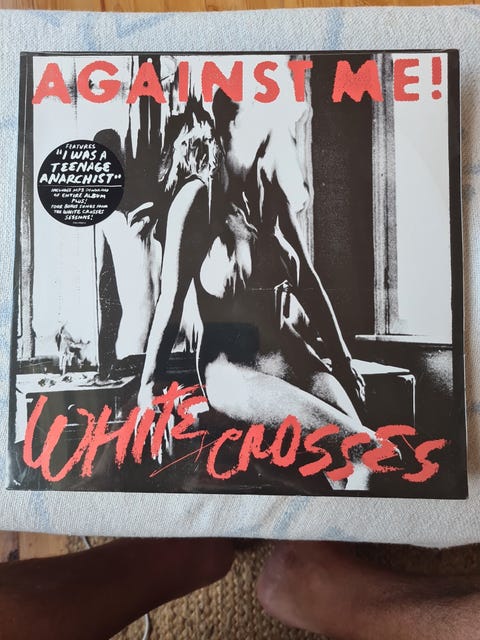 AGAINST ME!
FEATURES
"I WAS A
TEENAGE
ANARCHIST"
INCLUDES MP3 DOWNLOAD
OF ENTIRE ALBUM
PLUS!
FOUR BONUS SONGS FROM
THE WHITE CROSSES
SESSIONS!
WHITE
CROSSES